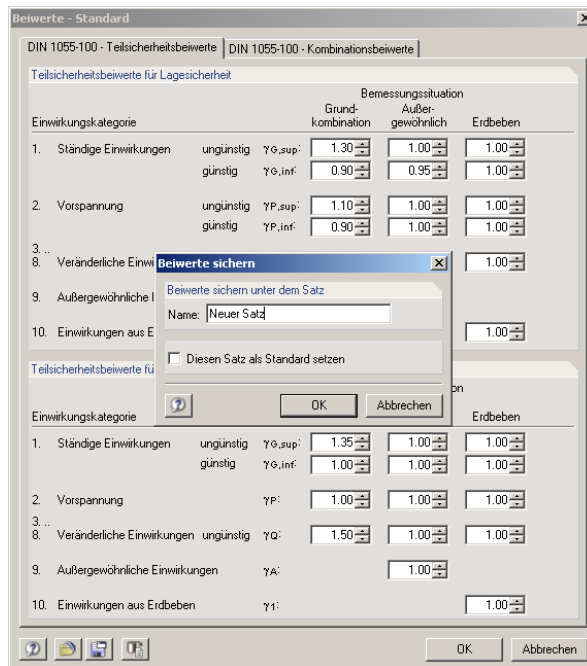 Beiwerte - Standard
DIN 1055-100 - Teilsicherheitsbeiwerte DIN 1055-100 - Kombinationsbeiwerte
Teilsicherheitsbeiwerte für Lagesicherheit
Bemessungssituation
Grund- Außer-
Einwirkungskategorie kombination gewöhnlich Erdbeben
1. Ständige Einwirkungen ungünstig γG,sup: 1.30 1.00 1.00
günstig γG,inf: 0.90 0.95 1.00
2. Vorspannung ungünstig γP,sup: 1.10 1.00 1.00
günstig γP,inf: 0.90 1.00 1.00
3. ..
8. Veränderliche Einwi 1.00
9. Außergewöhnliche
10. Einwirkungen aus E 1.00
Beiwerte sichern
Beiwerte sichern unter dem Satz
Name: Neuer Satz
Diesen Satz als Standard setzen
OK Abbrechen
Teilsicherheitsbeiwerte fü
on
Einwirkungskategorie Erdbeben
1. Ständige Einwirkungen ungünstig γG,sup: 1.35 1.00 1.00
günstig γG,inf: 1.00 1.00 1.00
2. Vorspannung γP: 1.00 1.00 1.00
3. ..
8. Veränderliche Einwirkungen ungünstig γQ: 1.50 1.00 1.00
9. Außergewöhnliche Einwirkungen γA: 1.00
10. Einwirkungen aus Erdbeben γ1: 1.00
OK Abbrechen